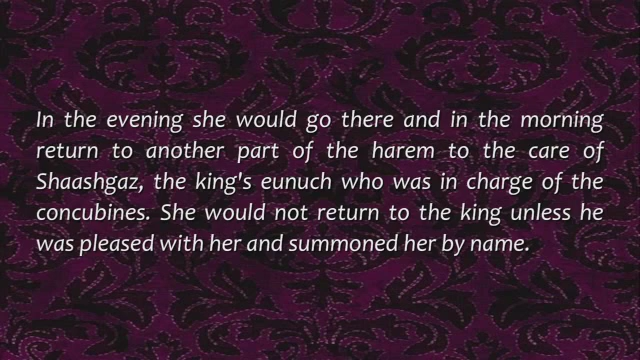 In the evening she would go there and in the morning
return to another part of the harem to the care of
Shaashgaz, the king's eunuch who was in charge of the
concubines. She would not return to the king unless he
was pleased with her and summoned her by name.